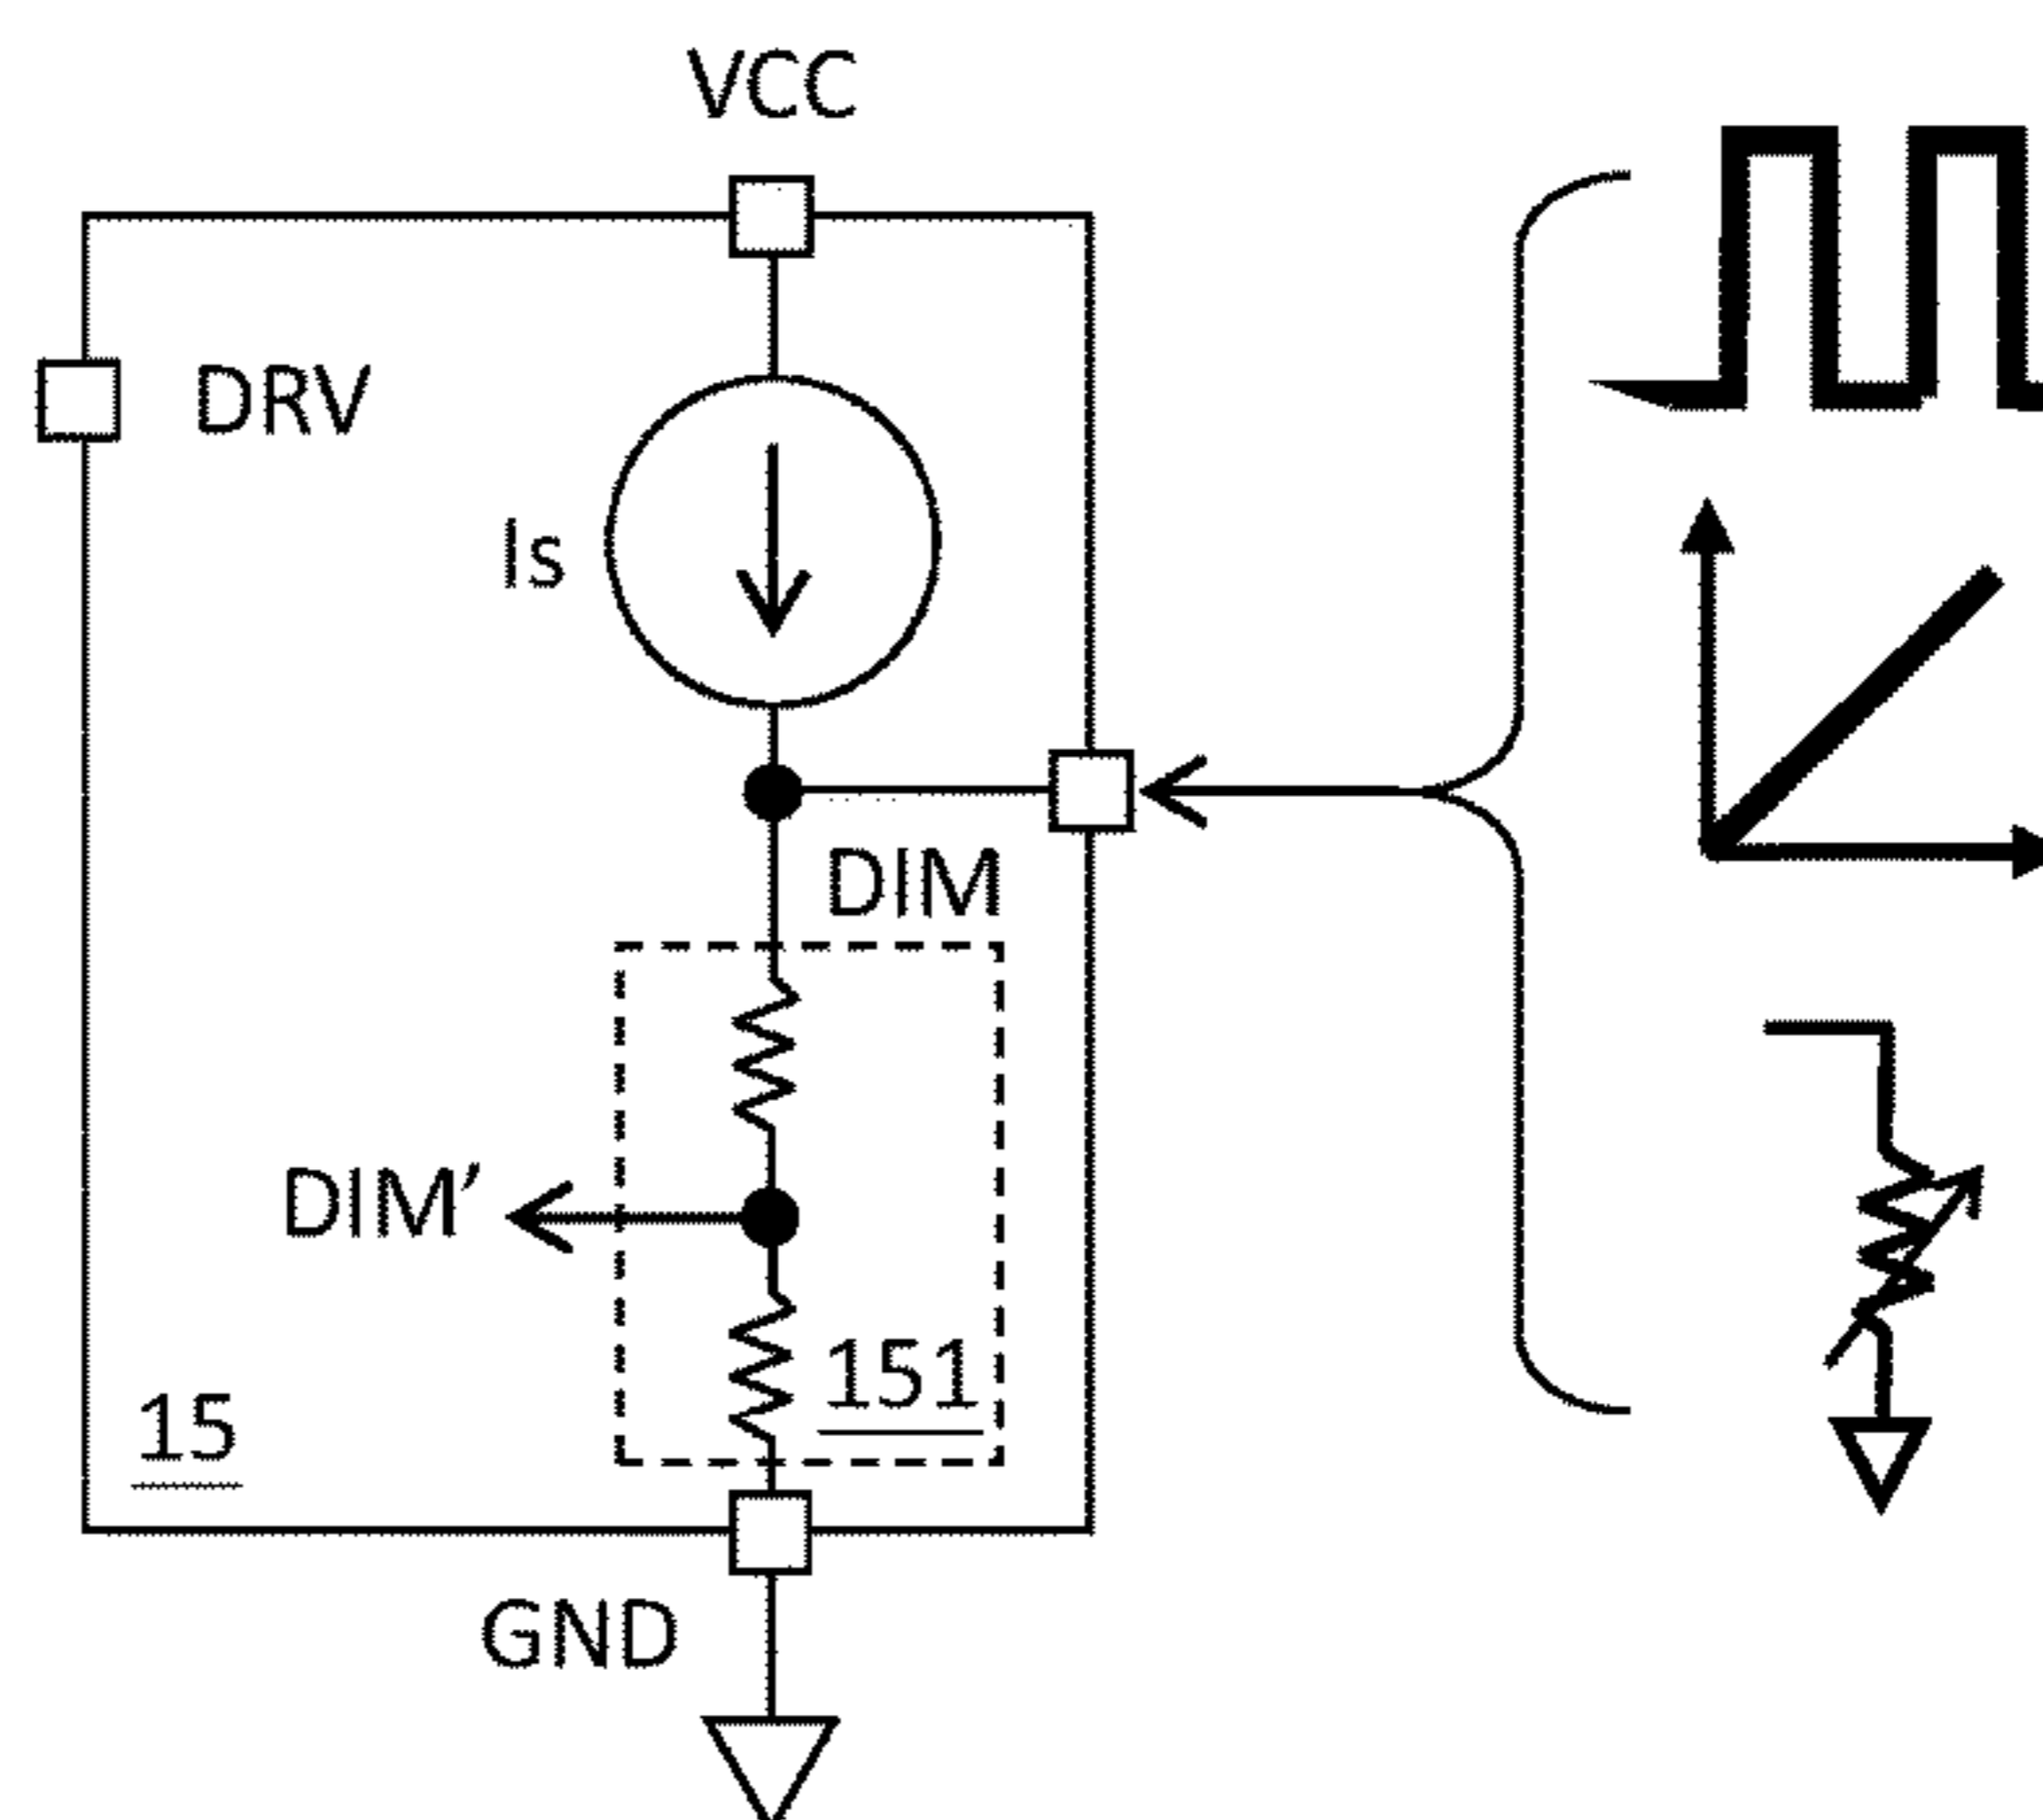 VCC
DRV
Is
DIM
DIM’
151
15
GND